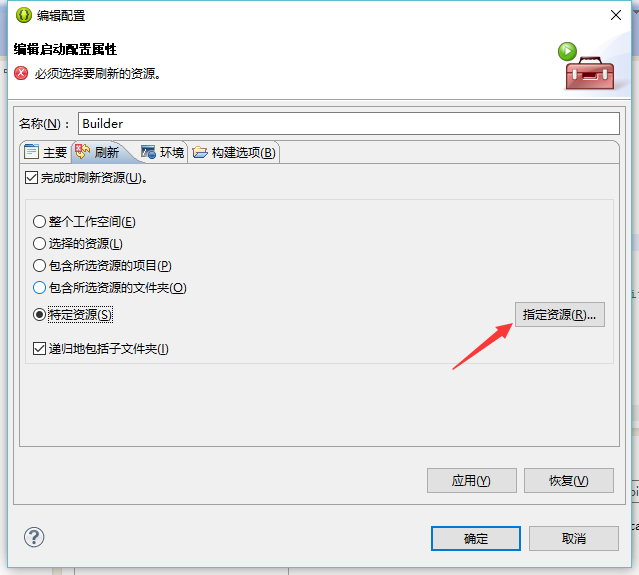 编辑配置
编辑启动配置属性
必须选择要刷新的资源。
名称(N)： Builder
主要 刷新 环境 构建选项(B)
完成时刷新资源(U)。
整个工作空间(E)
选择的资源(L)
包含所选资源的项目(P)
包含所选资源的文件夹(O)
特定资源(S) 指定资源(R)...
递归地包括子文件夹(I)
应用(Y) 恢复(V)
确定 取消